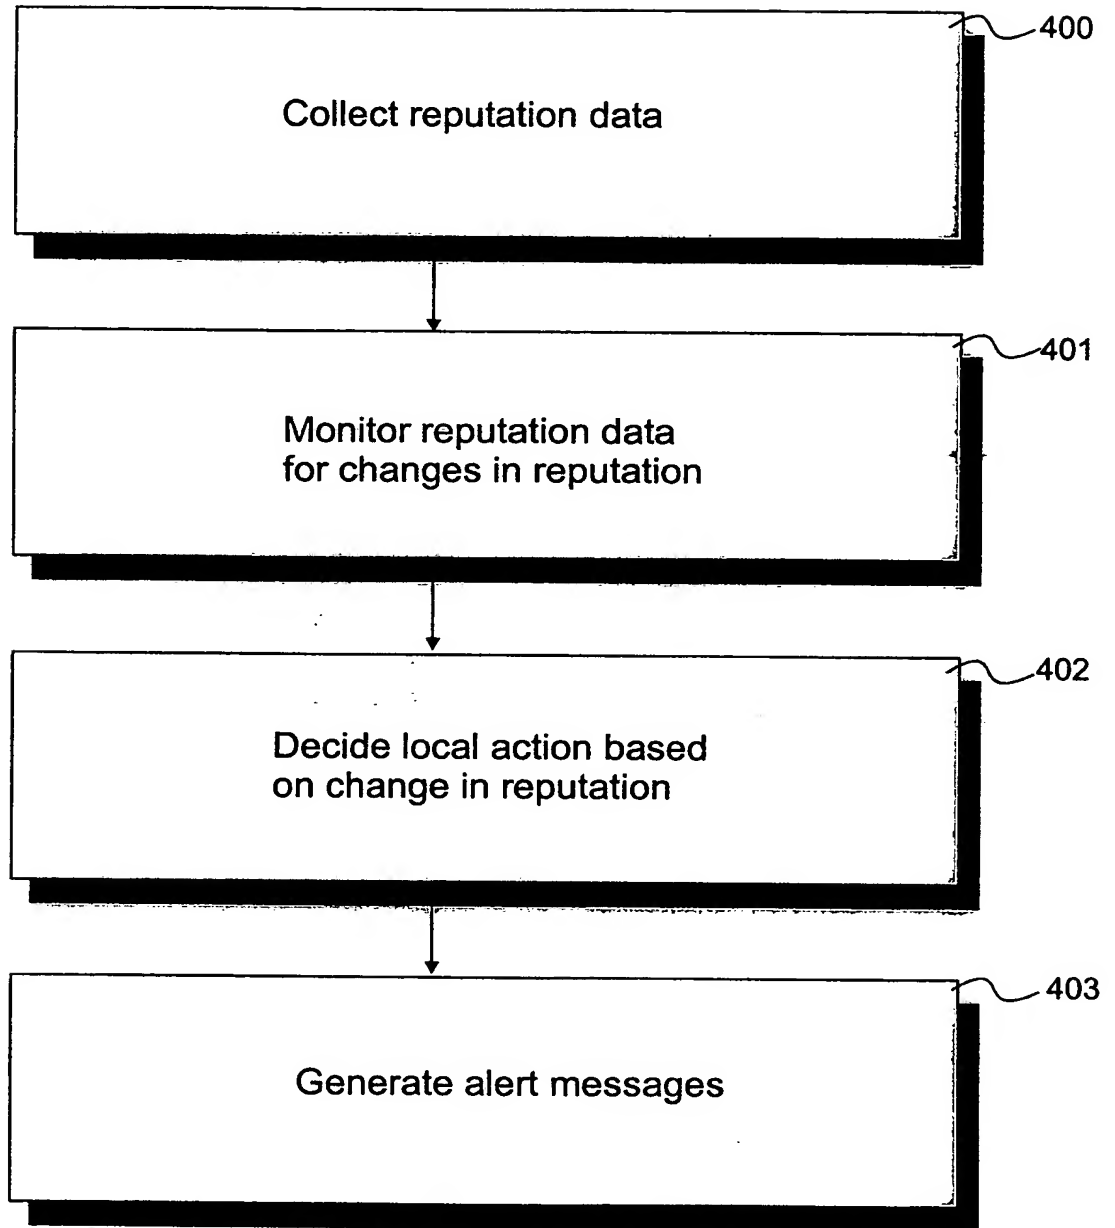 400
Collect reputation data
401
Monitor reputation data
for changes in reputation
402
Decide local action based
on change in reputation
403
Generate alert messages